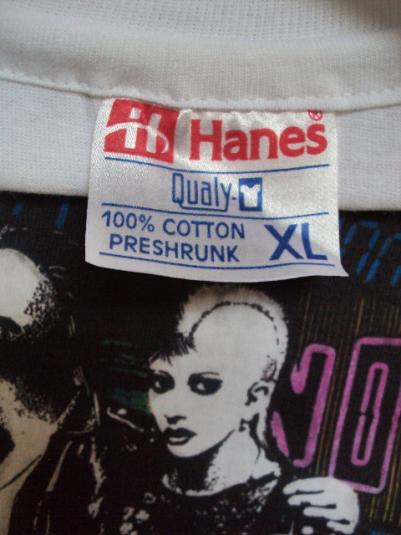 Hanes®
Qualy-
100% COTTON
PRESHRUNK XL